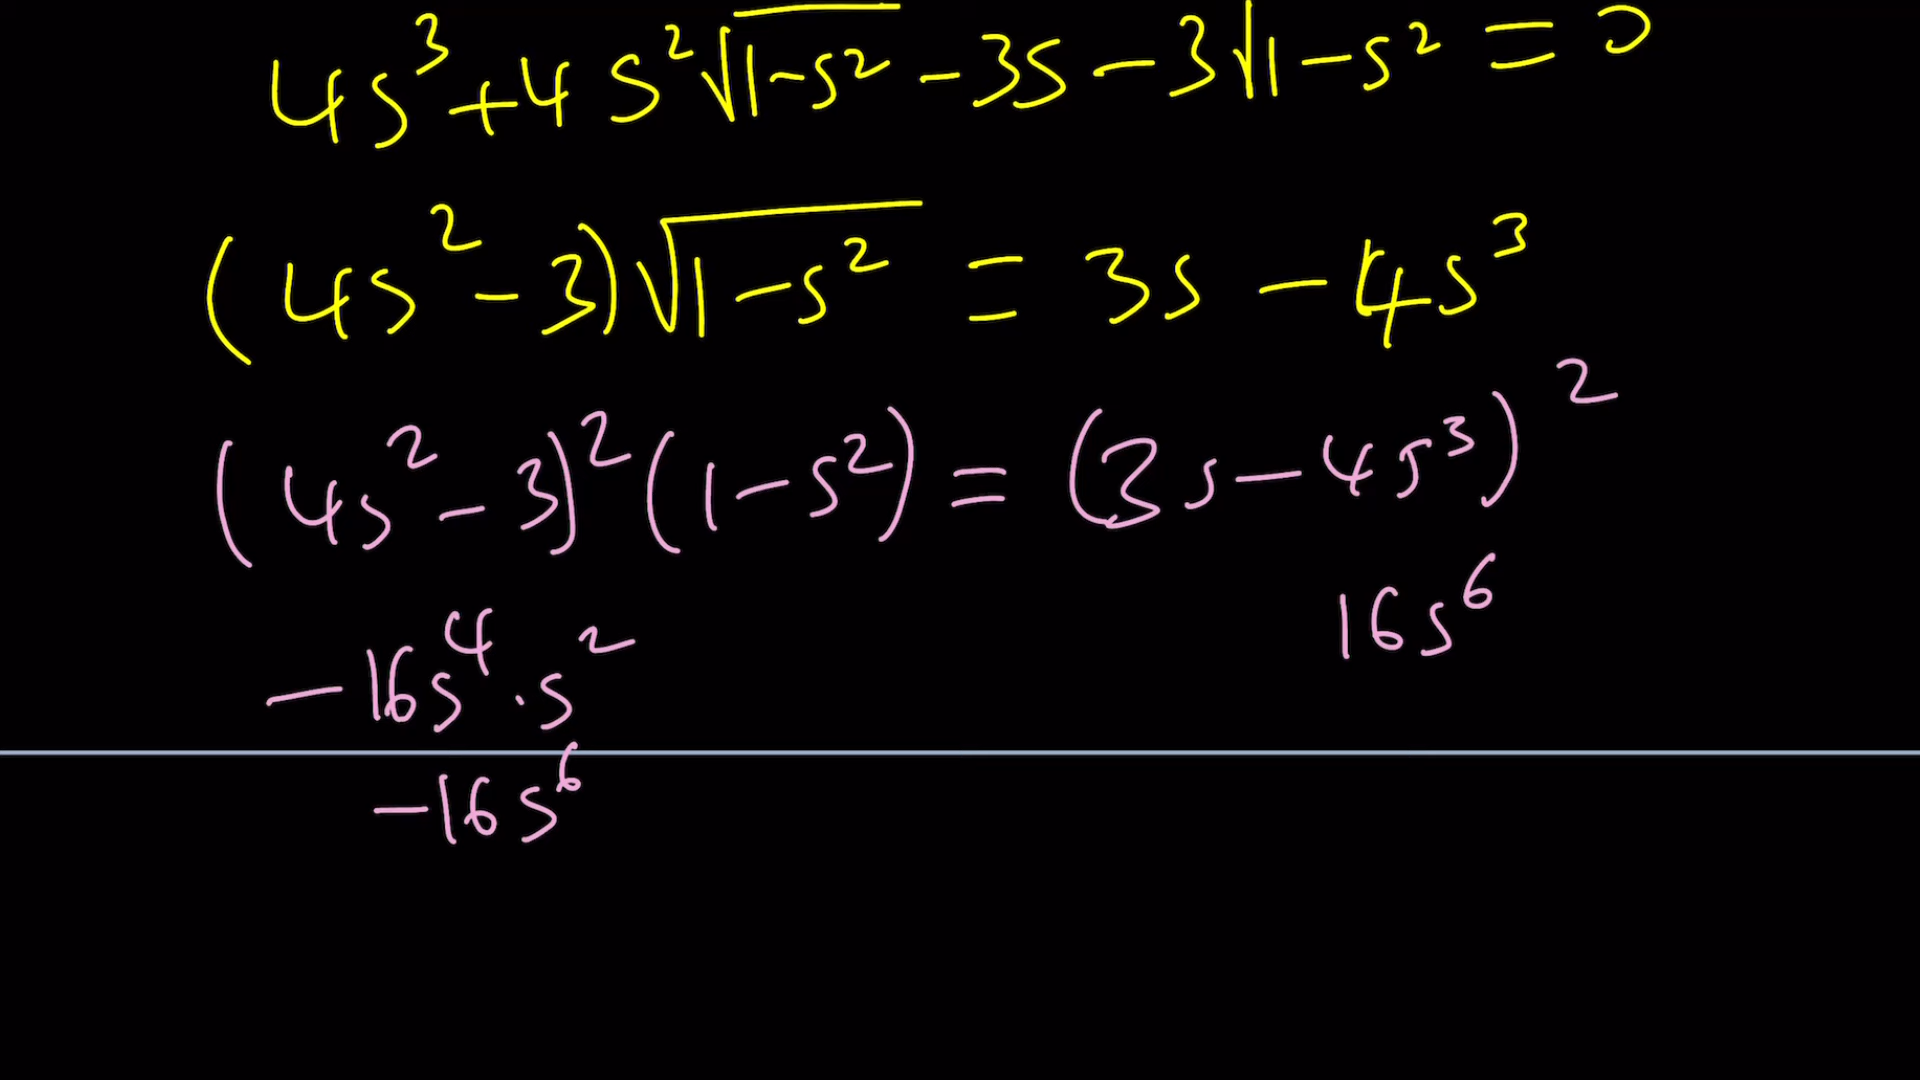 4s³+4s²√1-s² -3s-3√1-s² = 0
(4s²-3)√1-s² = 3s-4s³
(4s²-3)²(1-s²) = (3s-4s³)²
-16s⁴·s² 16s⁶
-16s⁶